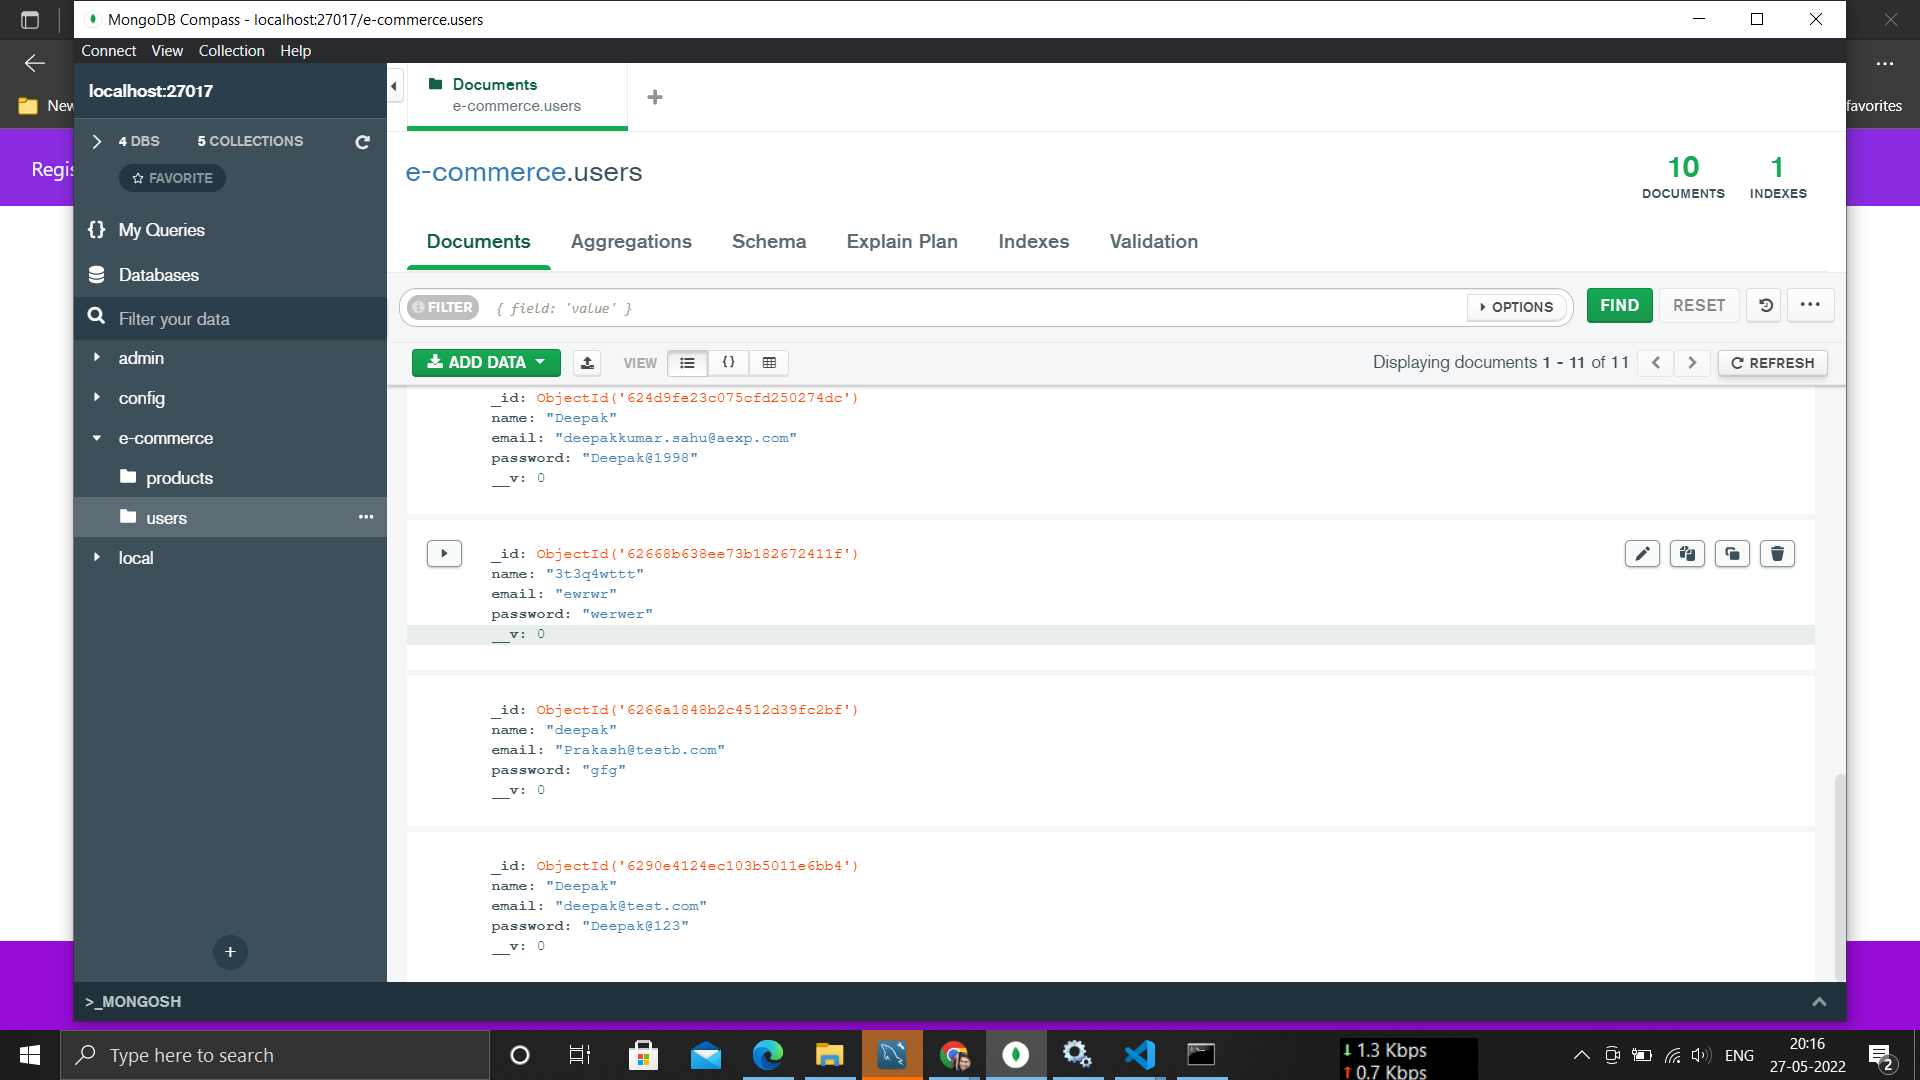 MongoDB Compass - localhost:27017/e-commerce.users
Connect View Collection Help
localhost:27017
Documents
e-commerce.users
New
favorites
4 DBS 5 COLLECTIONS
FAVORITE
Regis
e-commerce.users
10
DOCUMENTS
1
INDEXES
{} My Queries
Databases
Filter your data
Documents Aggregations Schema Explain Plan Indexes Validation
FILTER { field: 'value' } OPTIONS FIND RESET
ADD DATA VIEW {} Displaying documents 1 - 11 of 11 REFRESH
admin
config
e-commerce
products
users
local
_id: ObjectId('624d9fe23c075cfd250274dc')
name: "Deepak"
email: "deepakkumar.sahu@aexp.com"
password: "Deepak@1998"
__v: 0
_id: ObjectId('62668b638ee73b182672411f')
name: "3t3q4wttt"
email: "ewrwr"
password: "werwer"
__v: 0
_id: ObjectId('6266a1848b2c4512d39fc2bf')
name: "deepak"
email: "Prakash@testb.com"
password: "gfg"
__v: 0
_id: ObjectId('6290e4124ec103b5011e6bb4')
name: "Deepak"
email: "deepak@test.com"
password: "Deepak@123"
__v: 0
>_MONGOSH
Type here to search
1.3 Kbps
0.7 Kbps
ENG
20:16
27-05-2022
2